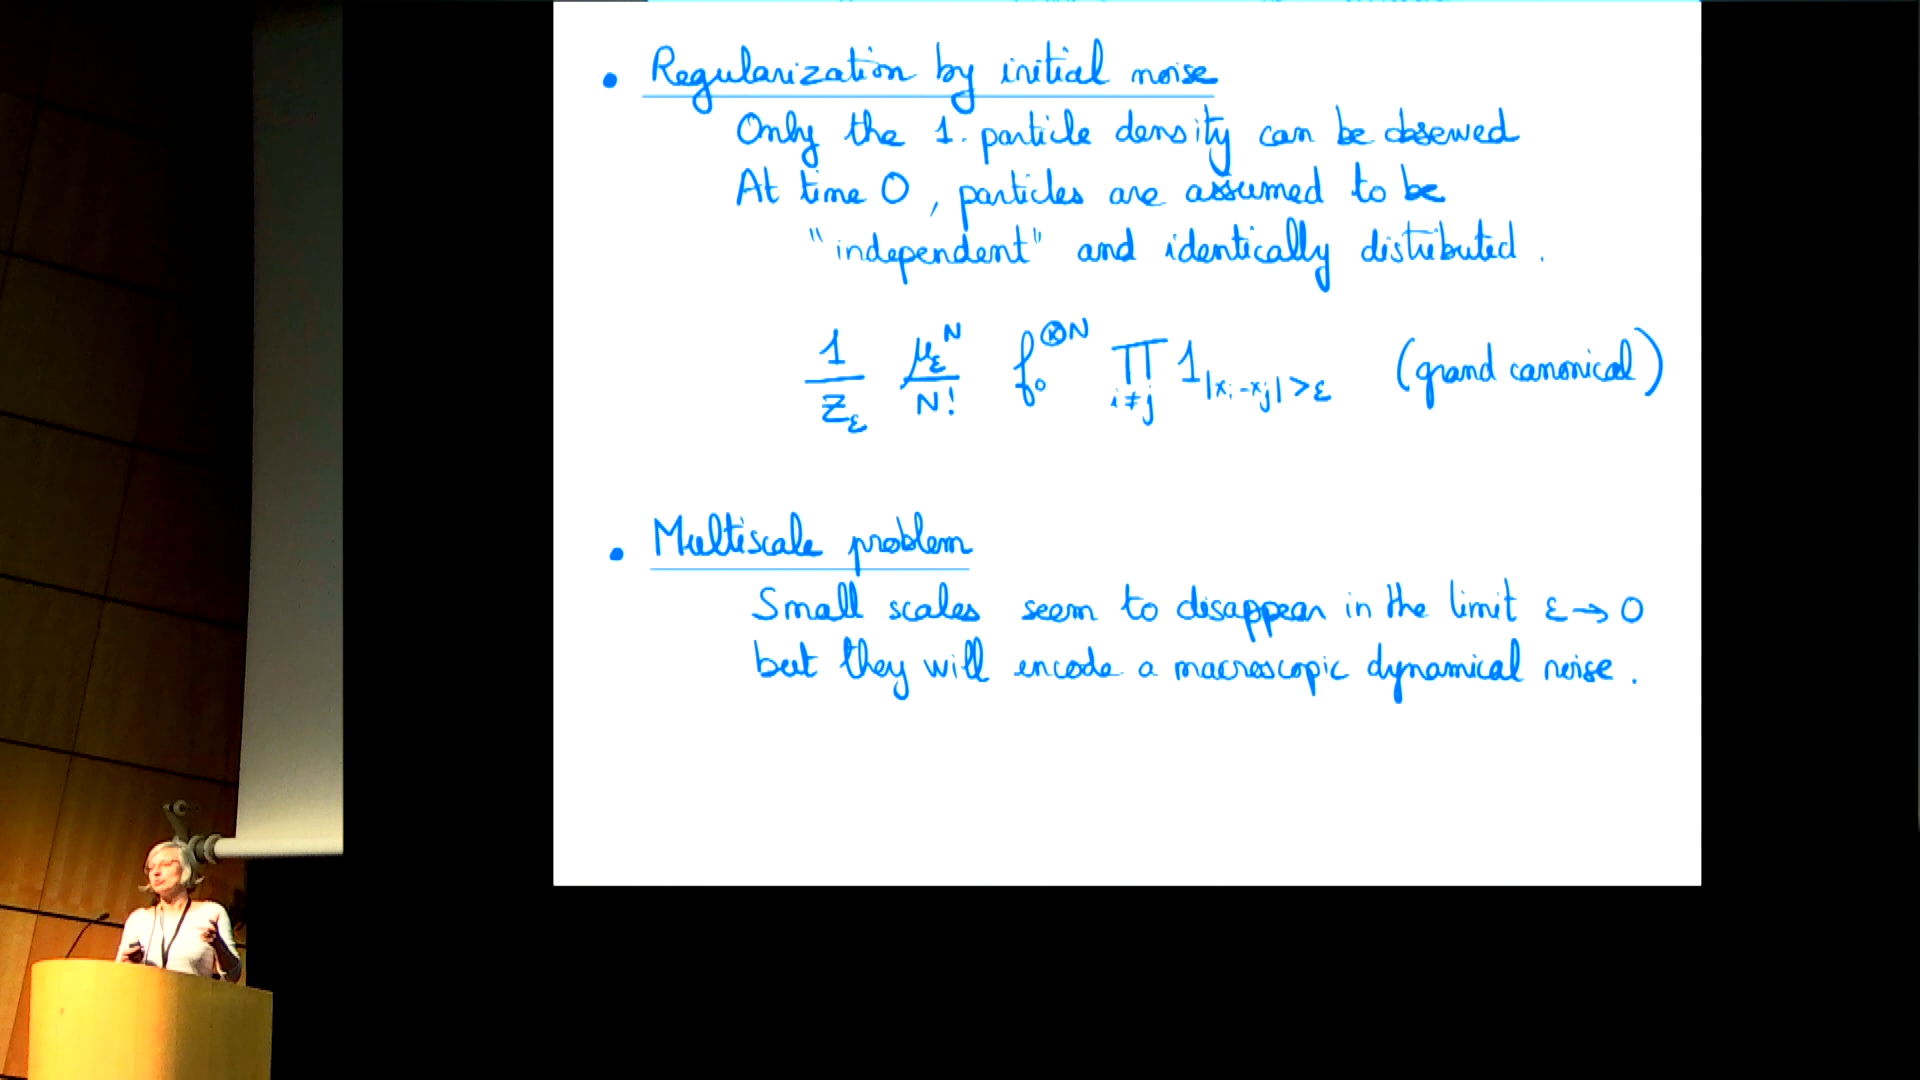 • Regularization by initial noise
Only the 1-particle density can be observed
At time 0, particles are assumed to be
"independent" and identically distributed.
1/Z_ε μ_ε^N/N! f_0^{⊗N} ∏_{i≠j} 1_{|x_i-x_j|>ε} (grand canonical)
• Multiscale problem
Small scales seem to disappear in the limit ε→0
but they will encode a macroscopic dynamical noise.